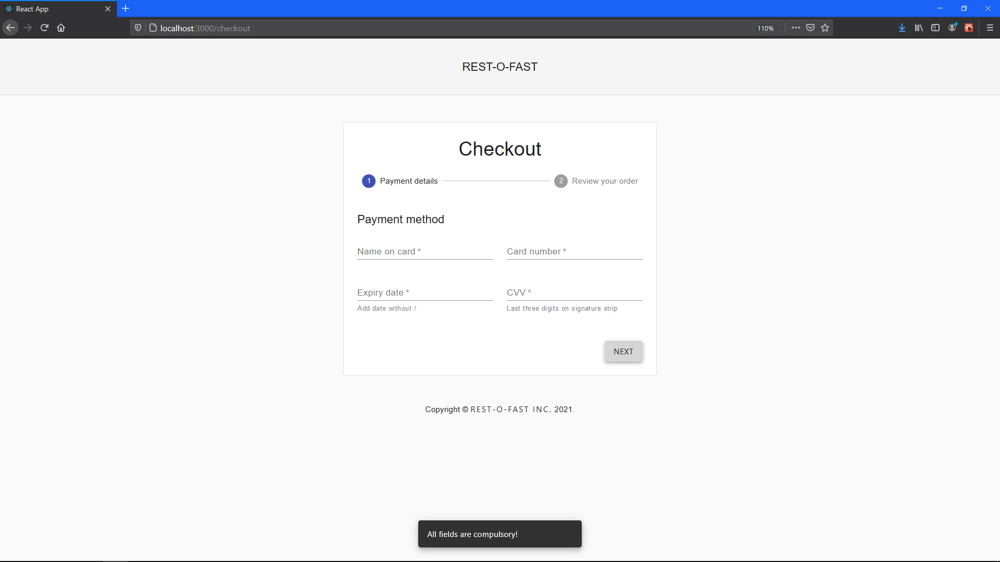 React App
localhost:3000/checkout
110%
REST-O-FAST
Checkout
1 Payment details
2 Review your order
Payment method
Name on card *
Card number *
Expiry date *
CVV *
Add date without /
Last three digits on signature strip
NEXT
Copyright © REST-O-FAST INC. 2021.
All fields are compulsory!